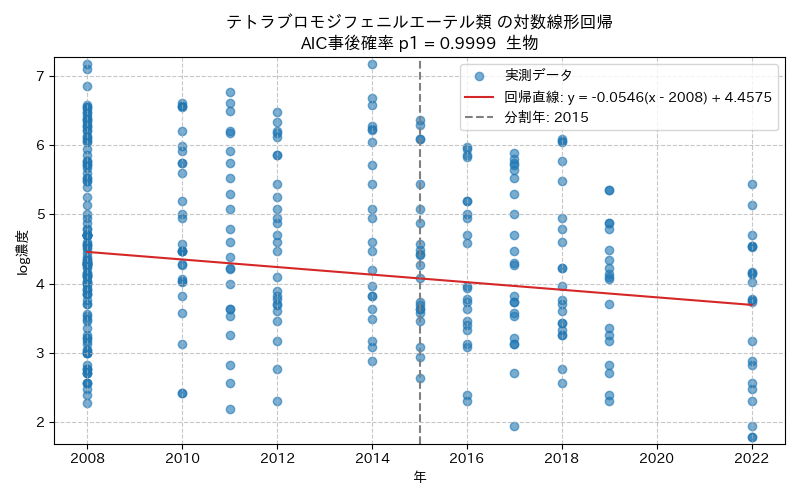 テトラブロモジフェニルエーテル類 の対数線形回帰
AIC事後確率 p1 = 0.9999 生物
実測データ
回帰直線: y = -0.0546(x - 2008) + 4.4575
分割年: 2015
log濃度
7
6
5
4
3
2
2008 2010 2012 2014 2016 2018 2020 2022
年